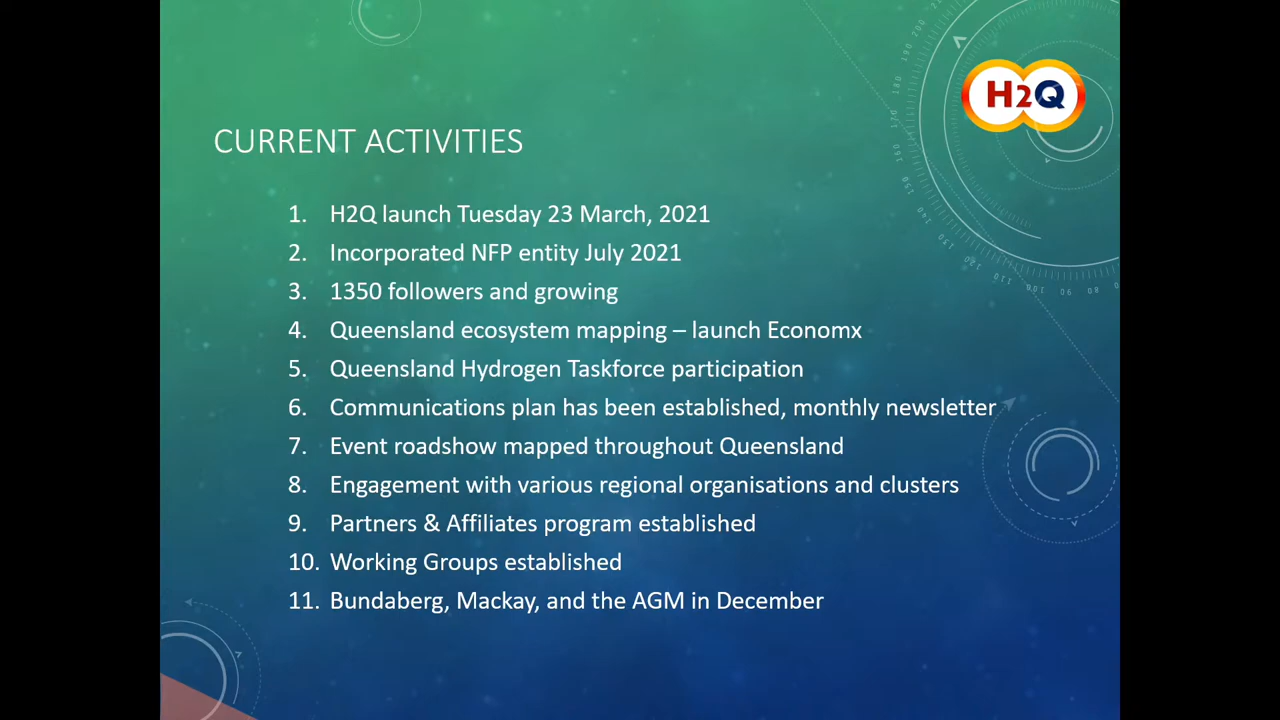 H2Q
CURRENT ACTIVITIES
1. H2Q launch Tuesday 23 March, 2021
2. Incorporated NFP entity July 2021
3. 1350 followers and growing
4. Queensland ecosystem mapping – launch Economx
5. Queensland Hydrogen Taskforce participation
6. Communications plan has been established, monthly newsletter
7. Event roadshow mapped throughout Queensland
8. Engagement with various regional organisations and clusters
9. Partners & Affiliates program established
10. Working Groups established
11. Bundaberg, Mackay, and the AGM in December